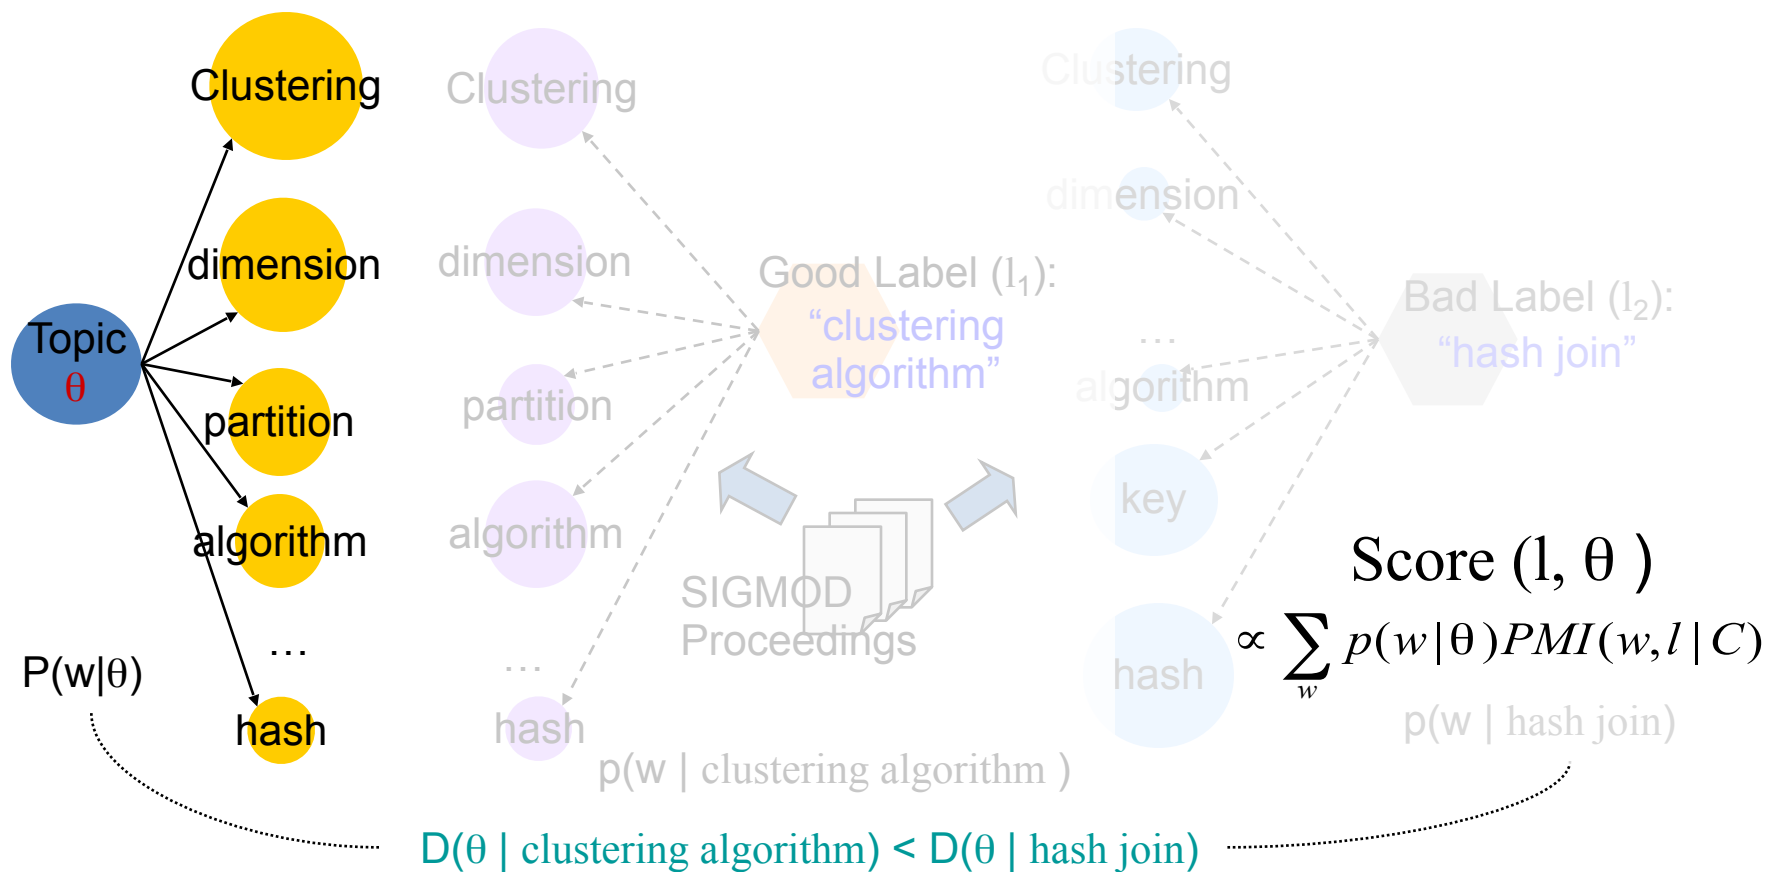 Clustering
dimension
Topic
θ
partition
algorithm
...
P(w|θ)
hash
Clustering
dimension
partition
algorithm
...
hash
Good Label (l₁):
“clustering
algorithm”
SIGMOD
Proceedings
p(w | clustering algorithm )
Clustering
dimension
...
algorithm
key
hash
Bad Label (l₂):
“hash join”
Score (l, θ )
∝ ∑ p(w|θ)PMI(w,l|C)
w
p(w | hash join)
D(θ | clustering algorithm) < D(θ | hash join)